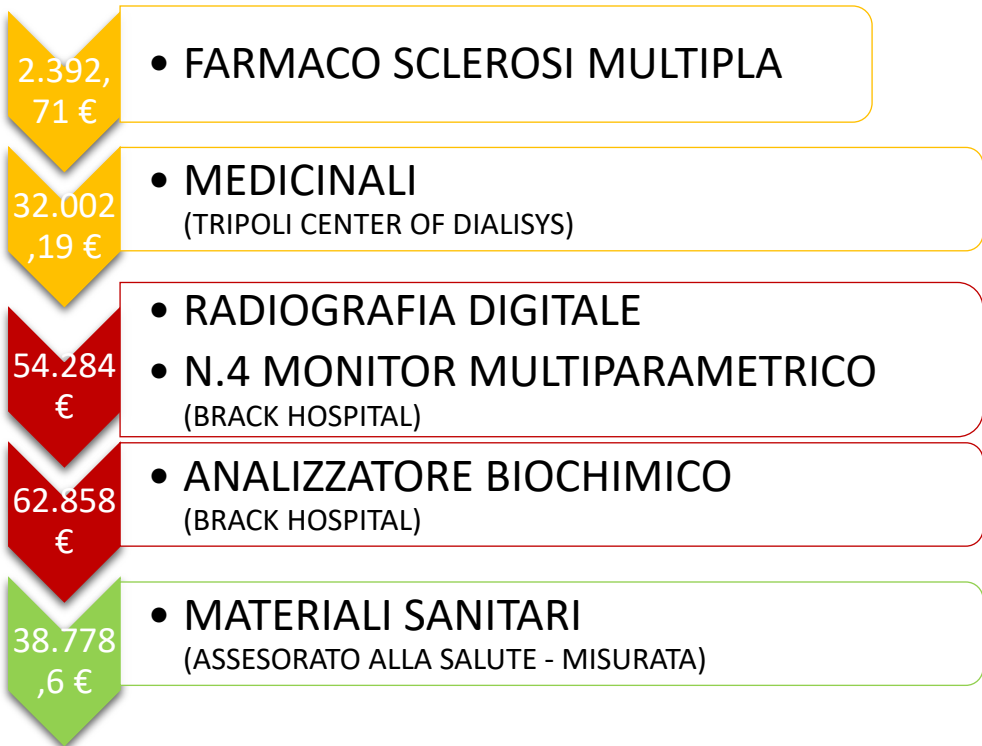 2.392,
71 €
• FARMACO SCLEROSI MULTIPLA
32.002
,19 €
• MEDICINALI
(TRIPOLI CENTER OF DIALISYS)
54.284
€
• RADIOGRAFIA DIGITALE
• N.4 MONITOR MULTIPARAMETRICO
(BRACK HOSPITAL)
62.858
€
• ANALIZZATORE BIOCHIMICO
(BRACK HOSPITAL)
38.778
,6 €
• MATERIALI SANITARI
(ASSESORATO ALLA SALUTE - MISURATA)